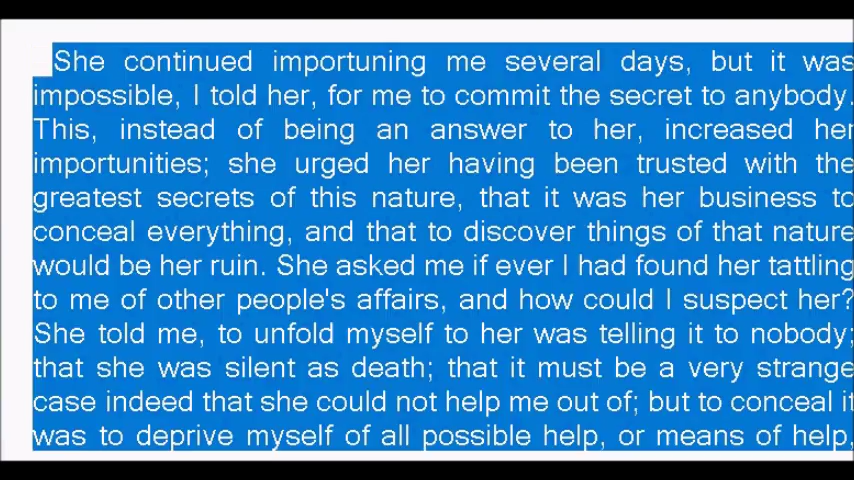 She continued importuning me several days, but it was
impossible, I told her, for me to commit the secret to anybody.
This, instead of being an answer to her, increased her
importunities; she urged her having been trusted with the
greatest secrets of this nature, that it was her business to
conceal everything, and that to discover things of that nature
would be her ruin. She asked me if ever I had found her tattling
to me of other people's affairs, and how could I suspect her?
She told me, to unfold myself to her was telling it to nobody;
that she was silent as death; that it must be a very strange
case indeed that she could not help me out of; but to conceal it
was to deprive myself of all possible help, or means of help,